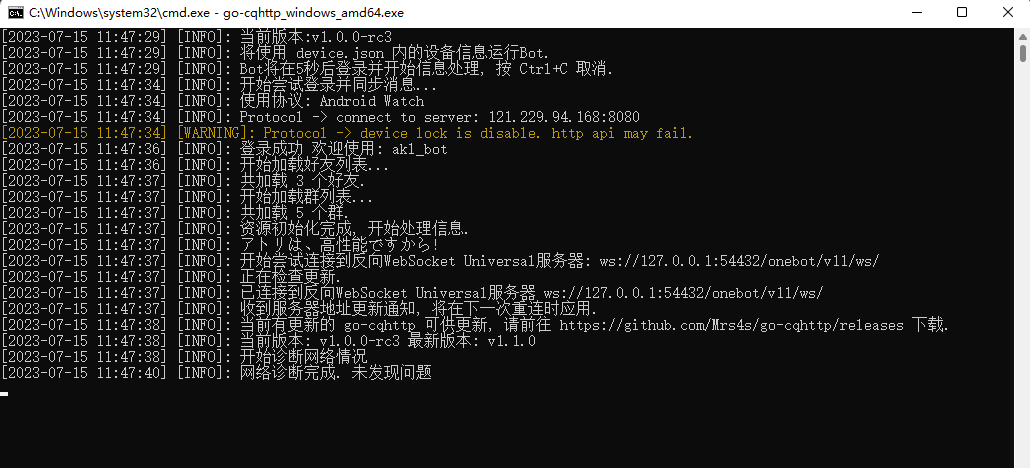 C:\Windows\system32\cmd.exe - go-cqhttp_windows_amd64.exe
[2023-07-15 11:47:29] [INFO]: 当前版本:v1.0.0-rc3
[2023-07-15 11:47:29] [INFO]: 将使用 device.json 内的设备信息运行Bot.
[2023-07-15 11:47:29] [INFO]: Bot将在5秒后登录并开始信息处理, 按 Ctrl+C 取消.
[2023-07-15 11:47:34] [INFO]: 开始尝试登录并同步消息...
[2023-07-15 11:47:34] [INFO]: 使用协议: Android Watch
[2023-07-15 11:47:34] [INFO]: Protocol -> connect to server: 121.229.94.168:8080
[2023-07-15 11:47:34] [WARNING]: Protocol -> device lock is disable. http api may fail.
[2023-07-15 11:47:36] [INFO]: 登录成功 欢迎使用: akl_bot
[2023-07-15 11:47:36] [INFO]: 开始加载好友列表...
[2023-07-15 11:47:37] [INFO]: 共加载 3 个好友.
[2023-07-15 11:47:37] [INFO]: 开始加载群列表...
[2023-07-15 11:47:37] [INFO]: 共加载 5 个群.
[2023-07-15 11:47:37] [INFO]: 资源初始化完成, 开始处理信息.
[2023-07-15 11:47:37] [INFO]: アトリは、高性能ですから!
[2023-07-15 11:47:37] [INFO]: 开始尝试连接到反向WebSocket Universal服务器: ws://127.0.0.1:54432/onebot/v11/ws/
[2023-07-15 11:47:37] [INFO]: 正在检查更新.
[2023-07-15 11:47:37] [INFO]: 已连接到反向WebSocket Universal服务器 ws://127.0.0.1:54432/onebot/v11/ws/
[2023-07-15 11:47:37] [INFO]: 收到服务器地址更新通知, 将在下一次重连时应用.
[2023-07-15 11:47:38] [INFO]: 当前有更新的 go-cqhttp 可供更新, 请前往 https://github.com/Mrs4s/go-cqhttp/releases 下载.
[2023-07-15 11:47:38] [INFO]: 当前版本: v1.0.0-rc3 最新版本: v1.1.0
[2023-07-15 11:47:38] [INFO]: 开始诊断网络情况
[2023-07-15 11:47:40] [INFO]: 网络诊断完成. 未发现问题